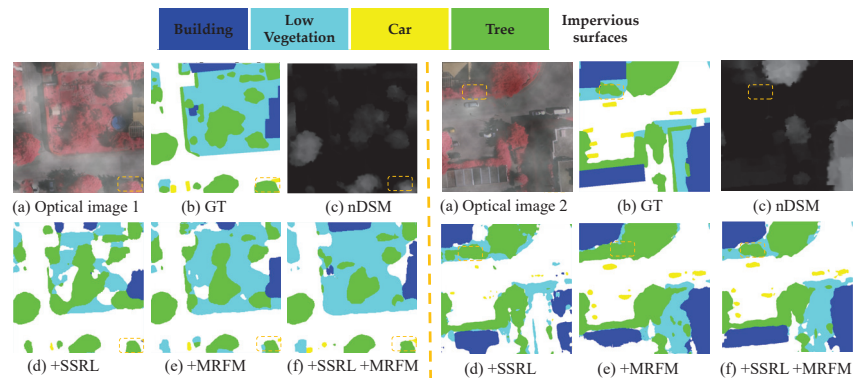 Building
Low
Vegetation
Car
Tree
Impervious
surfaces
(a) Optical image 1
(b) GT
(c) nDSM
(a) Optical image 2
(b) GT
(c) nDSM
(d) +SSRL
(e) +MRFM
(f) +SSRL +MRFM
(d) +SSRL
(e) +MRFM
(f) +SSRL +MRFM